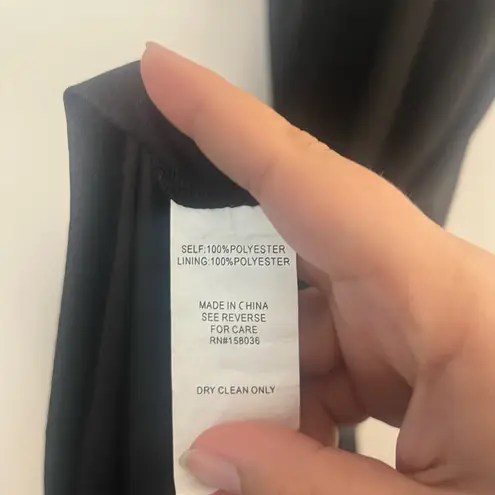 SELF:100%POLYESTER
LINING:100%POLYESTER
MADE IN CHINA
SEE REVERSE
FOR CARE
RN#158036
DRY CLEAN ONLY